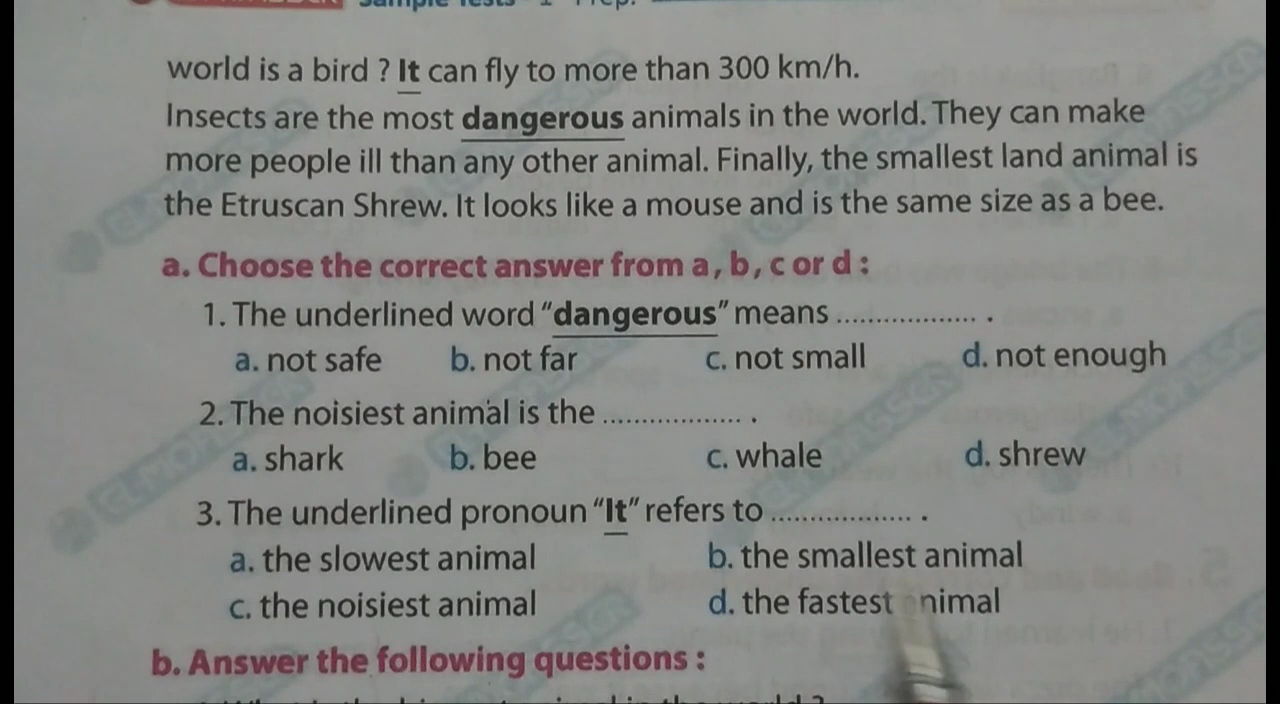 Sample Tests - 1 Prep.
world is a bird ? It can fly to more than 300 km/h.
Insects are the most dangerous animals in the world. They can make
more people ill than any other animal. Finally, the smallest land animal is
the Etruscan Shrew. It looks like a mouse and is the same size as a bee.
a. Choose the correct answer from a, b, c or d :
1. The underlined word "dangerous" means .................. .
a. not safe b. not far c. not small d. not enough
2. The noisiest animal is the .................. .
a. shark b. bee c. whale d. shrew
3. The underlined pronoun "It" refers to .................. .
a. the slowest animal b. the smallest animal
c. the noisiest animal d. the fastest animal
b. Answer the following questions :